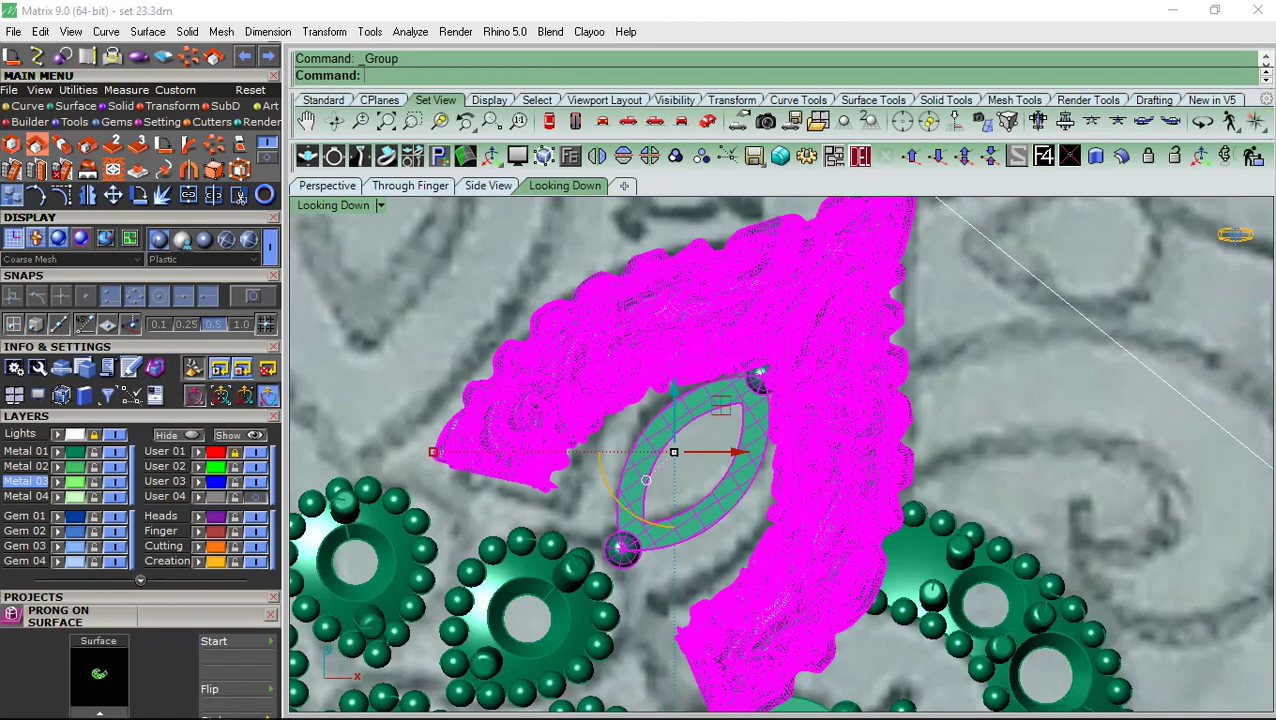 Matrix 9.0 (64-bit) - set 23.3dm
File Edit View Curve Surface Solid Mesh Dimension Transform Tools Analyze Render Rhino 5.0 Blend Clayoo Help
Command: _Group
Command:
MAIN MENU
File View Utilities Measure Custom Reset
Curve Surface Solid Transform SubD Art
Builder Tools Gems Setting Cutters Render
Standard CPlanes Set View Display Select Viewport Layout Visibility Transform Curve Tools Surface Tools Solid Tools Mesh Tools Render Tools Drafting New in V5
Perspective Through Finger Side View Looking Down
Looking Down
DISPLAY
Coarse Mesh Plastic
SNAPS
0.1 0.25 0.5 1.0
INFO & SETTINGS
LAYERS
Lights Hide Show
Metal 01 User 01
Metal 02 User 02
Metal 03 User 03
Metal 04 User 04
Gem 01 Heads
Gem 02 Finger
Gem 03 Cutting
Gem 04 Creation
PROJECTS
PRONG ON SURFACE
Surface Start
Flip
y
x